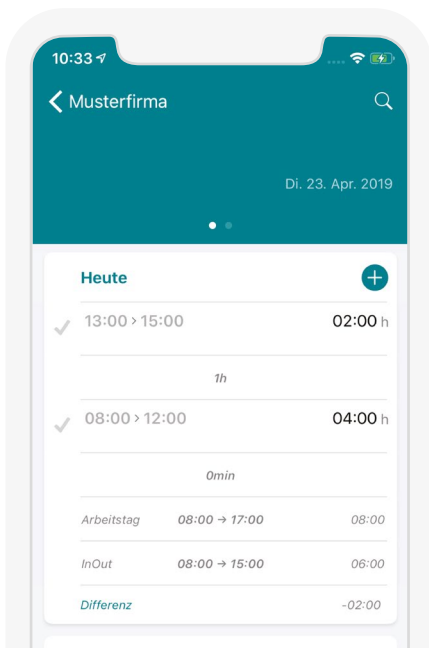 10:33
Musterfirma
Di. 23. Apr. 2019
Heute
13:00 > 15:00 02:00 h
1h
08:00 > 12:00 04:00 h
0min
Arbeitstag 08:00 → 17:00 08:00
InOut 08:00 → 15:00 06:00
Differenz -02:00